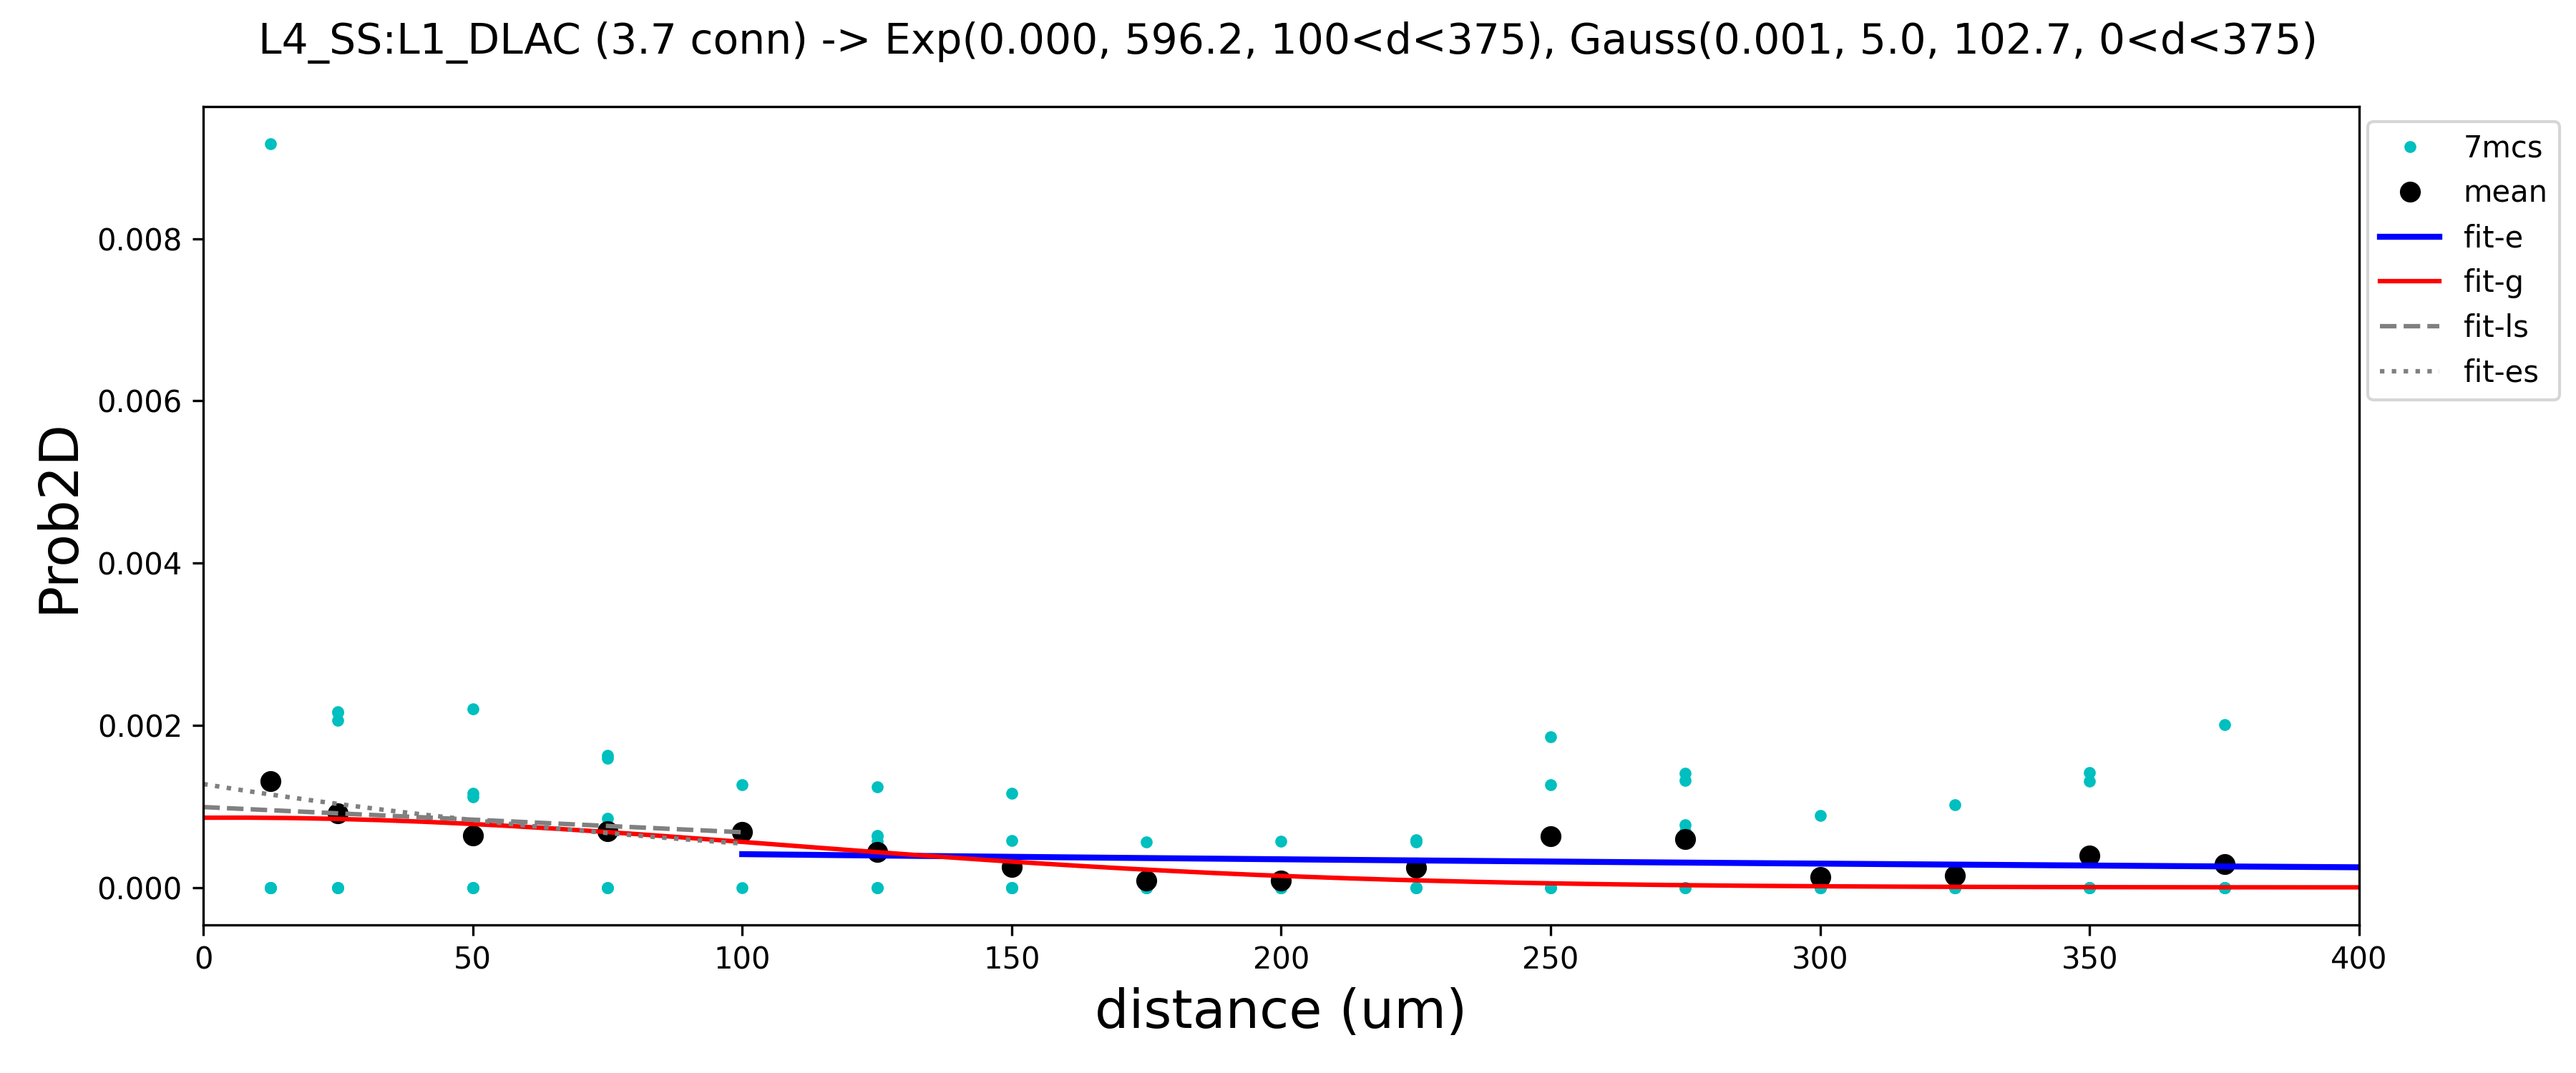 L4_SS:L1_DLAC (3.7 conn) -> Exp(0.000, 596.2, 100<d<375), Gauss(0.001, 5.0, 102.7, 0<d<375)
7mcs
mean
fit-e
fit-g
fit-ls
fit-es
Prob2D
0.008
0.006
0.004
0.002
0.000
0 50 100 150 200 250 300 350 400
distance (um)